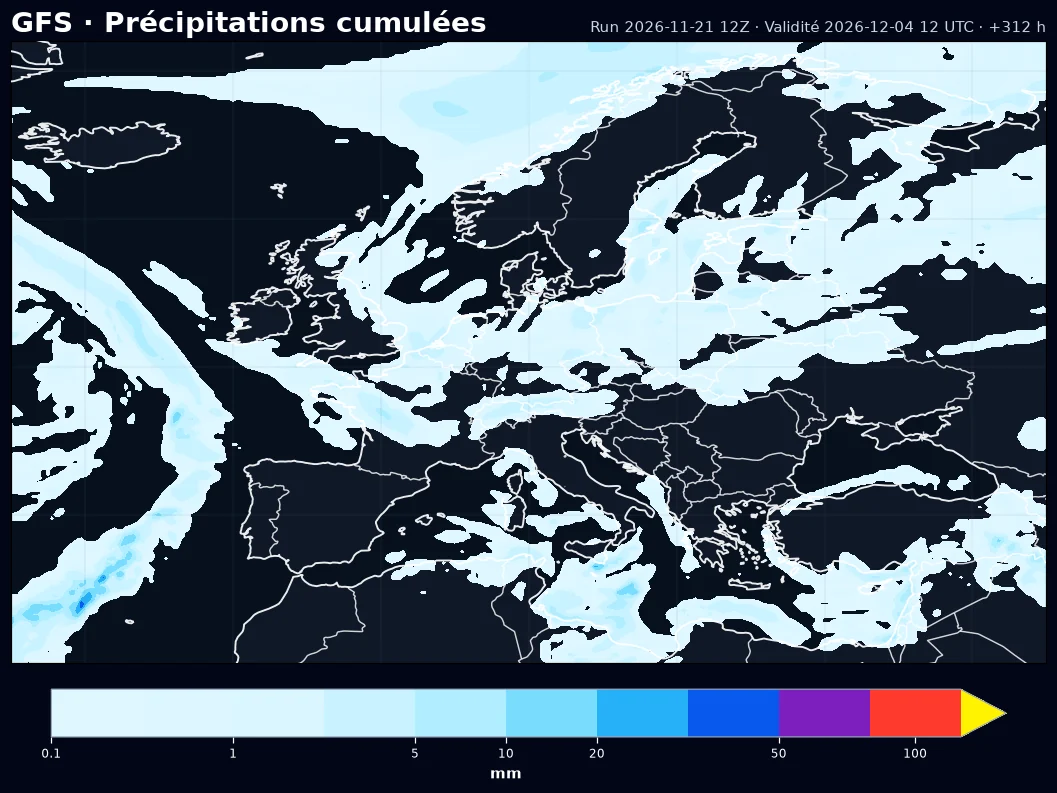 GFS · Précipitations cumulées
Run 2026-11-21 12Z · Validité 2026-12-04 12 UTC · +312 h
0.1 1 5 10 20 50 100
mm